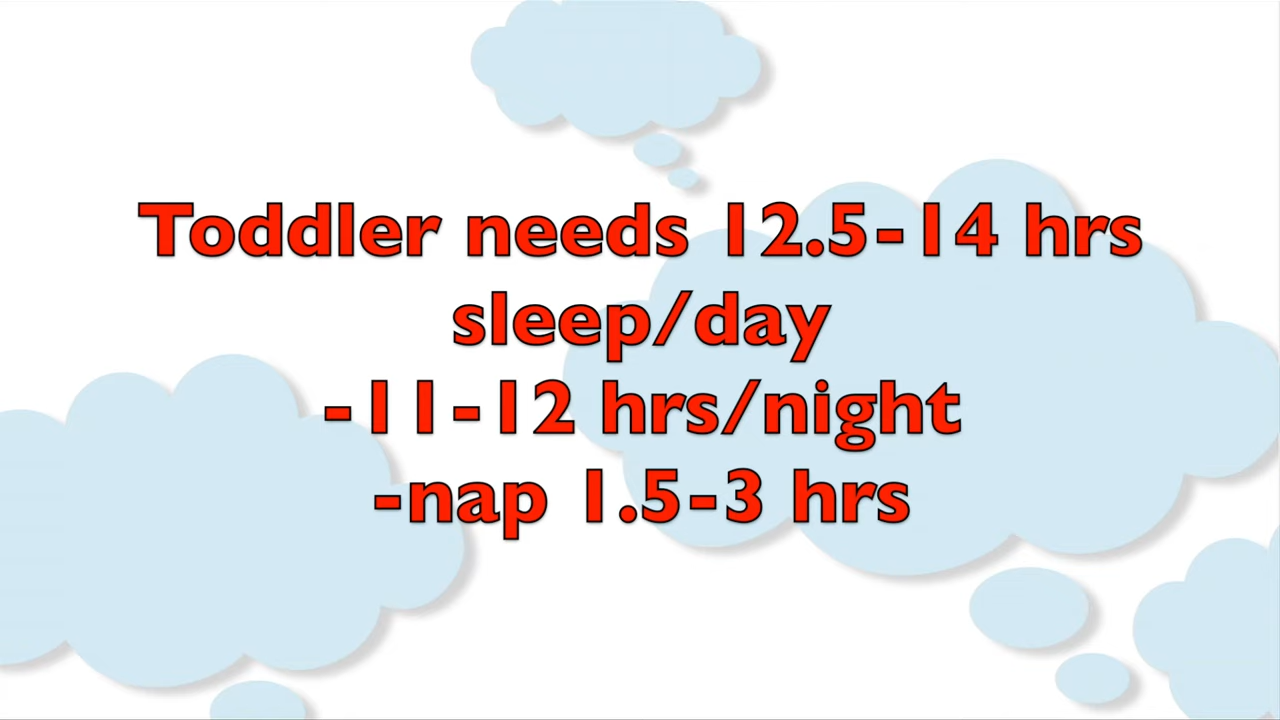 Toddler needs 12.5-14 hrs
sleep/day
-11-12 hrs/night
-nap 1.5-3 hrs